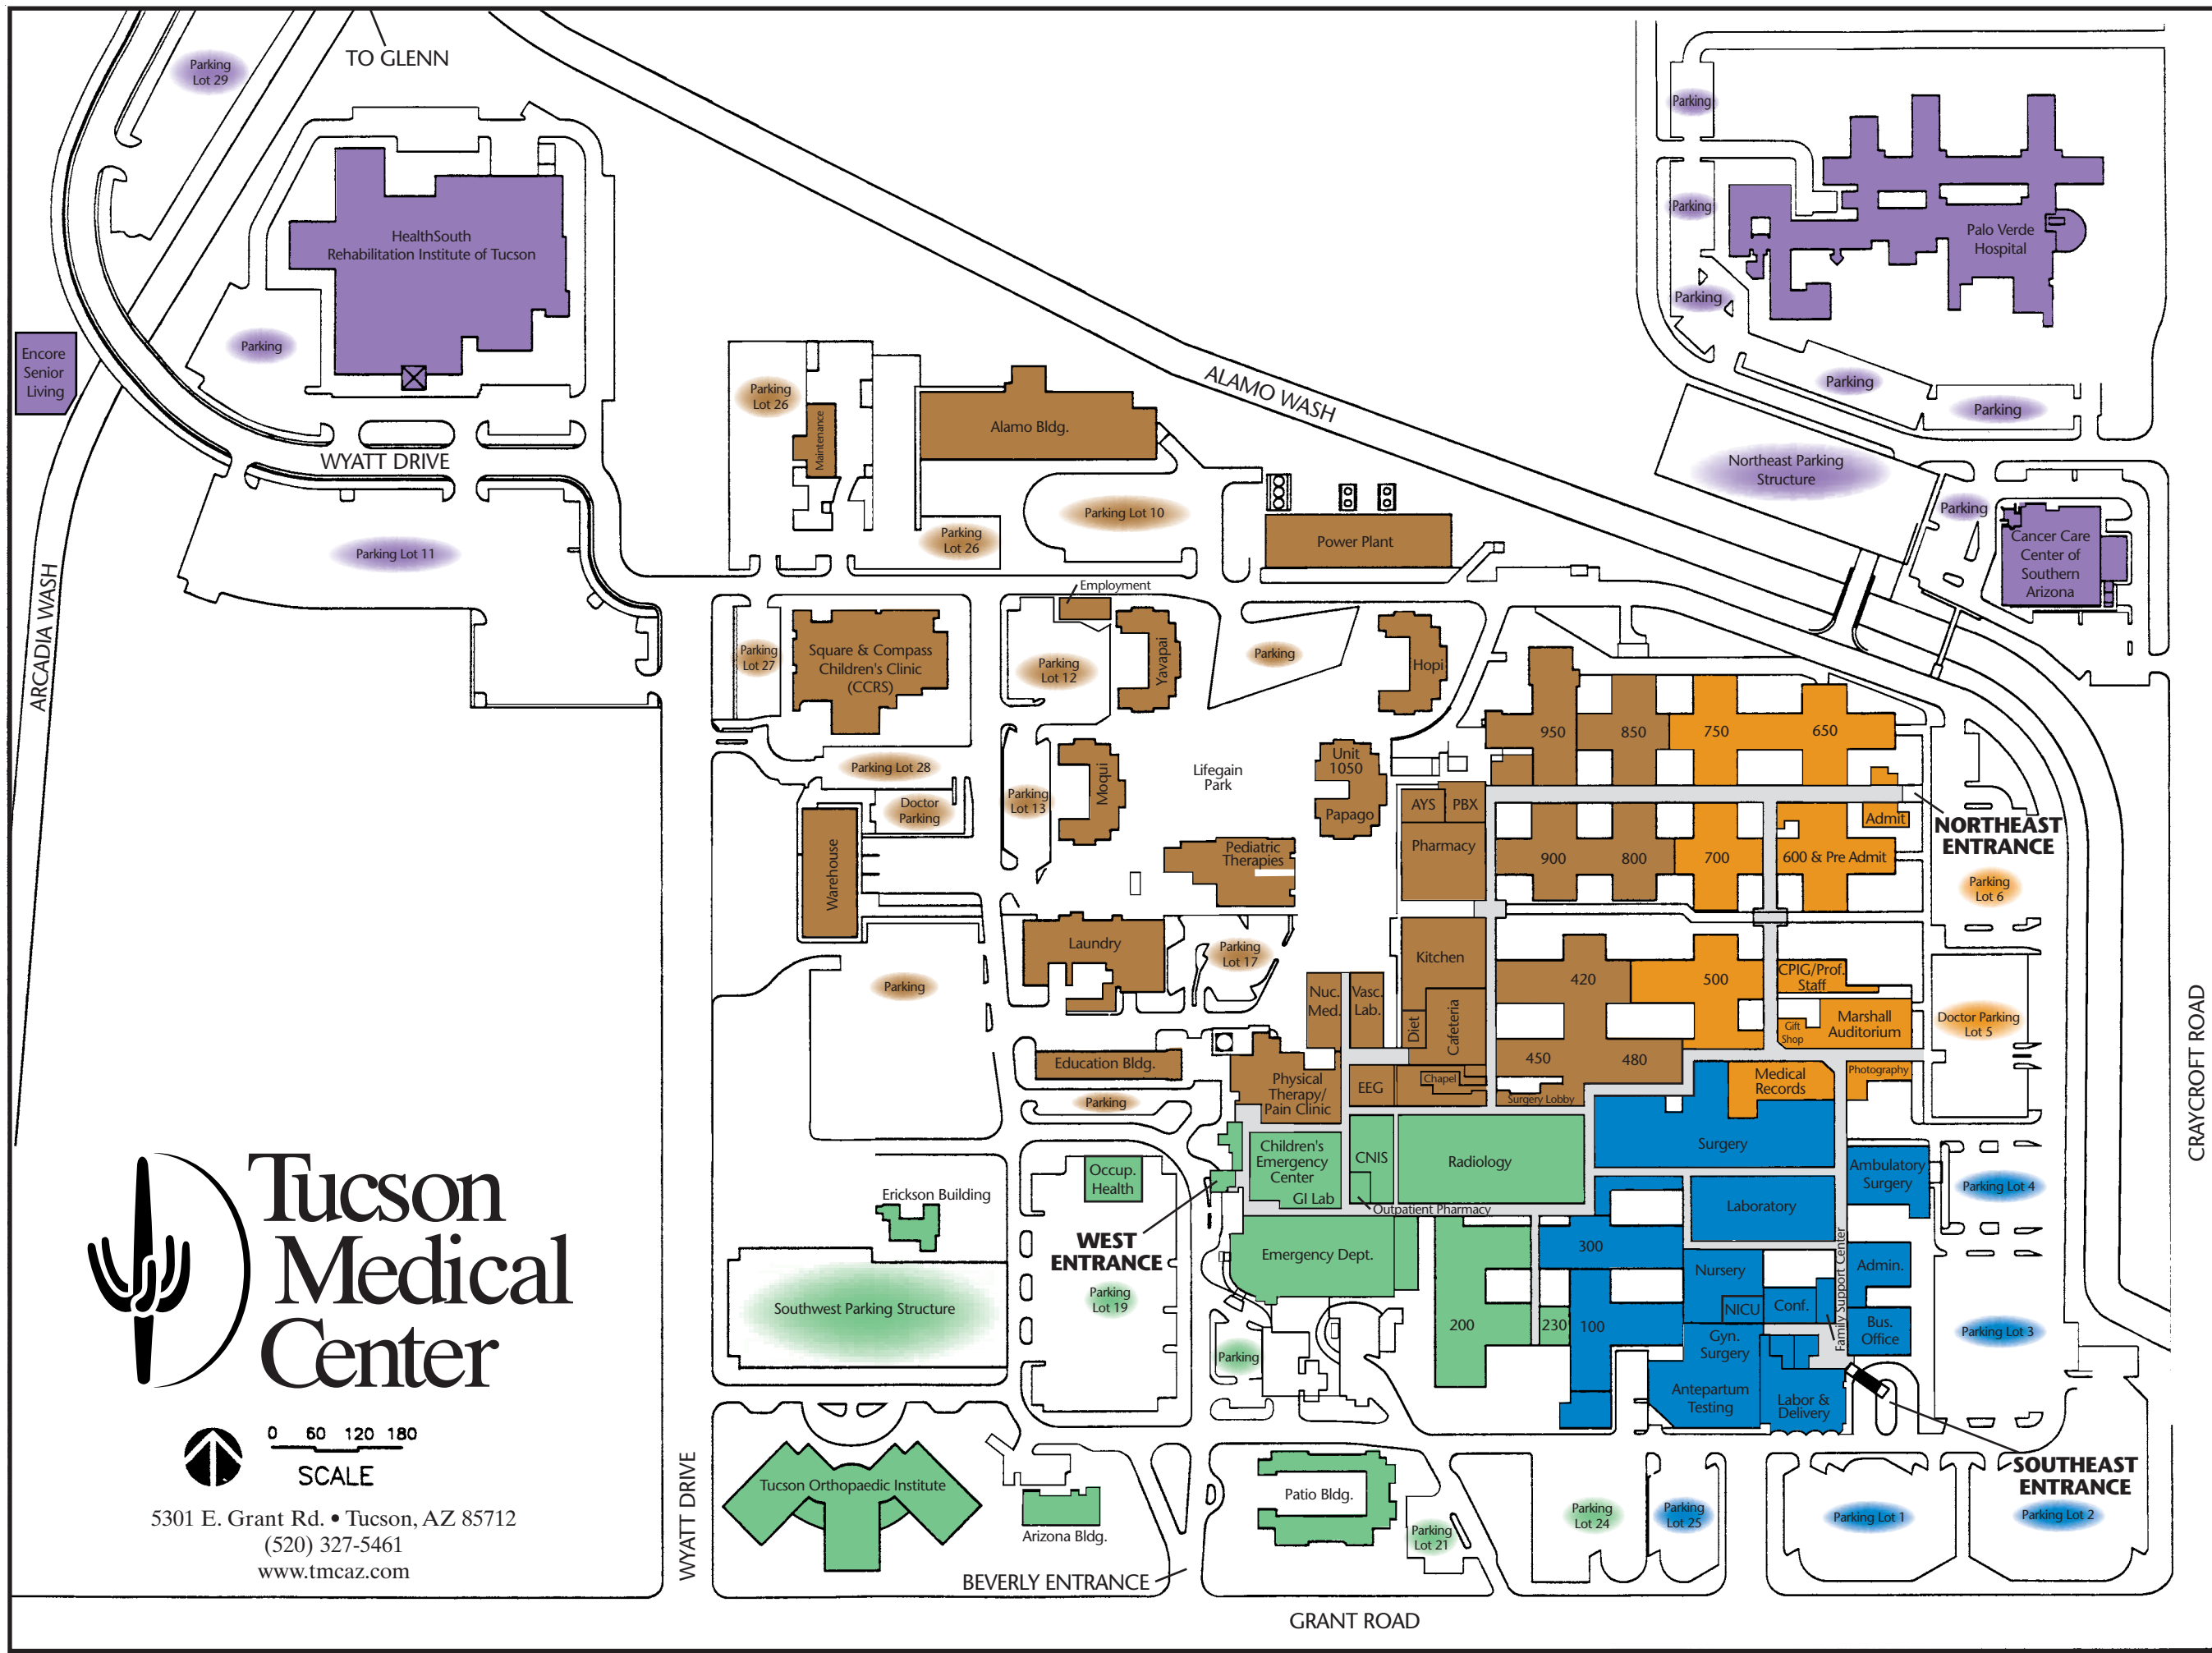 TO GLENN
Parking
Lot 29
Parking
Parking
Parking
Palo Verde
Hospital
HealthSouth
Rehabilitation Institute of Tucson
Parking
Encore
Senior
Living
Parking
Parking
Parking
Lot 26
Maintenance
Alamo Bldg.
ALAMO WASH
WYATT DRIVE
Northeast Parking
Structure
Parking
Parking Lot 11
Parking
Lot 26
Parking Lot 10
Power Plant
Cancer Care
Center of
Southern
Arizona
ARCADIA WASH
Employment
Parking
Lot 27
Square & Compass
Children's Clinic
(CCRS)
Parking
Lot 12
Yavapai
Parking
Hopi
950
850
750
650
Parking Lot 28
Doctor
Parking
Parking
Lot 13
Moqui
Lifegain
Park
Unit
1050
Papago
AYS
PBX
Admit
NORTHEAST
ENTRANCE
Warehouse
Pediatric
Therapies
Pharmacy
900
800
700
600 & Pre Admit
Parking
Lot 6
Laundry
Parking
Lot 17
Kitchen
Parking
Nuc.
Med.
Vasc.
Lab.
Diet
Cafeteria
420
500
CPIG/Prof.
Staff
Gift
Shop
Marshall
Auditorium
Doctor Parking
Lot 5
CRAYCROFT ROAD
450
480
Education Bldg.
Physical
Therapy/
Pain Clinic
EEG
Chapel
Surgery Lobby
Medical
Records
Photography
Parking
Children's
Emergency
Center
GI Lab
CNIS
Radiology
Surgery
Occup.
Health
Ambulatory
Surgery
Parking Lot 4
Erickson Building
Outpatient Pharmacy
Laboratory
WEST
ENTRANCE
Emergency Dept.
300
Nursery
Family Support Center
Admin.
Southwest Parking Structure
Parking
Lot 19
NICU
Conf.
200
230
100
Bus.
Office
Parking Lot 3
Parking
Gyn.
Surgery
Antepartum
Testing
Labor &
Delivery
SOUTHEAST
ENTRANCE
Tucson
Medical
Center
0 60 120 180
SCALE
5301 E. Grant Rd. • Tucson, AZ 85712
(520) 327-5461
www.tmcaz.com
WYATT DRIVE
Tucson Orthopaedic Institute
Arizona Bldg.
Patio Bldg.
Parking
Lot 21
Parking
Lot 24
Parking
Lot 25
Parking Lot 1
Parking Lot 2
BEVERLY ENTRANCE
GRANT ROAD